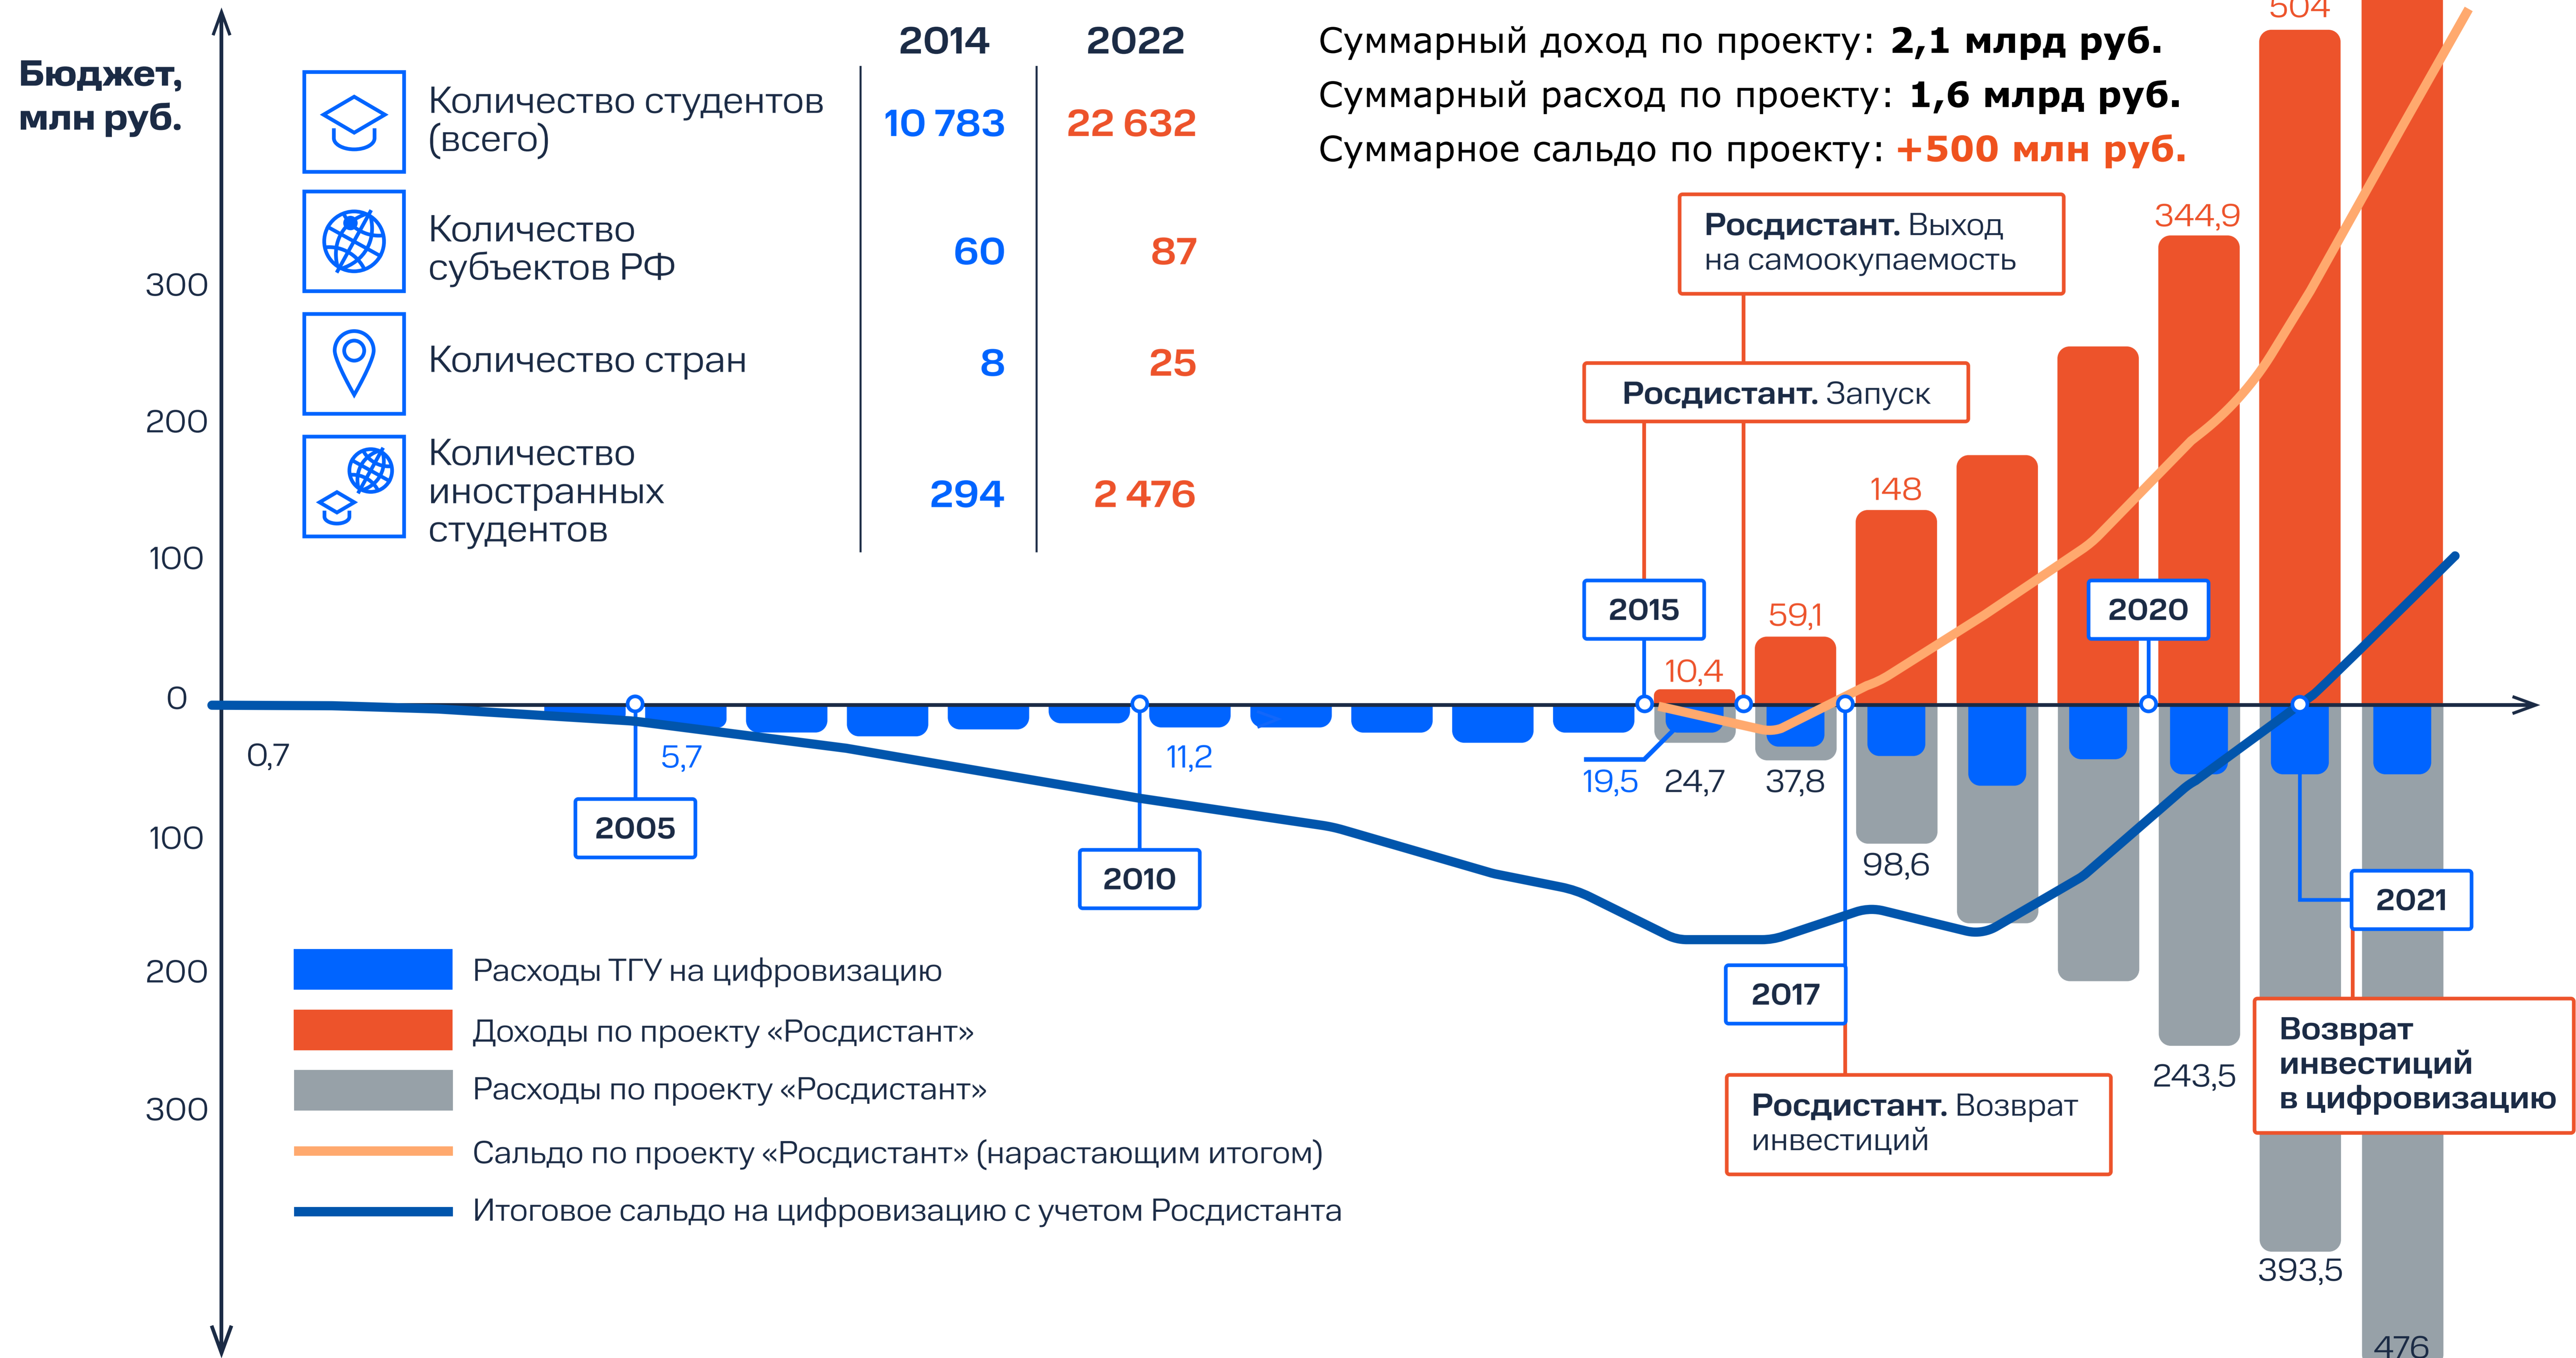 Бюджет,
млн руб.
2014
2022
Количество студентов
(всего)
10 783
22 632
Количество
субъектов РФ
60
87
Количество стран
8
25
Количество
иностранных
студентов
294
2 476
Суммарный доход по проекту: 2,1 млрд руб.
Суммарный расход по проекту: 1,6 млрд руб.
Суммарное сальдо по проекту: +500 млн руб.
504
344,9
Росдистант. Выход
на самоокупаемость
Росдистант. Запуск
300
200
100
0
100
200
300
148
59,1
10,4
2015
2020
0,7
5,7
11,2
19,5
24,7
37,8
98,6
243,5
393,5
476
2005
2010
2017
2021
Росдистант. Возврат
инвестиций
Возврат
инвестиций
в цифровизацию
Расходы ТГУ на цифровизацию
Доходы по проекту «Росдистант»
Расходы по проекту «Росдистант»
Сальдо по проекту «Росдистант» (нарастающим итогом)
Итоговое сальдо на цифровизацию с учетом Росдистанта